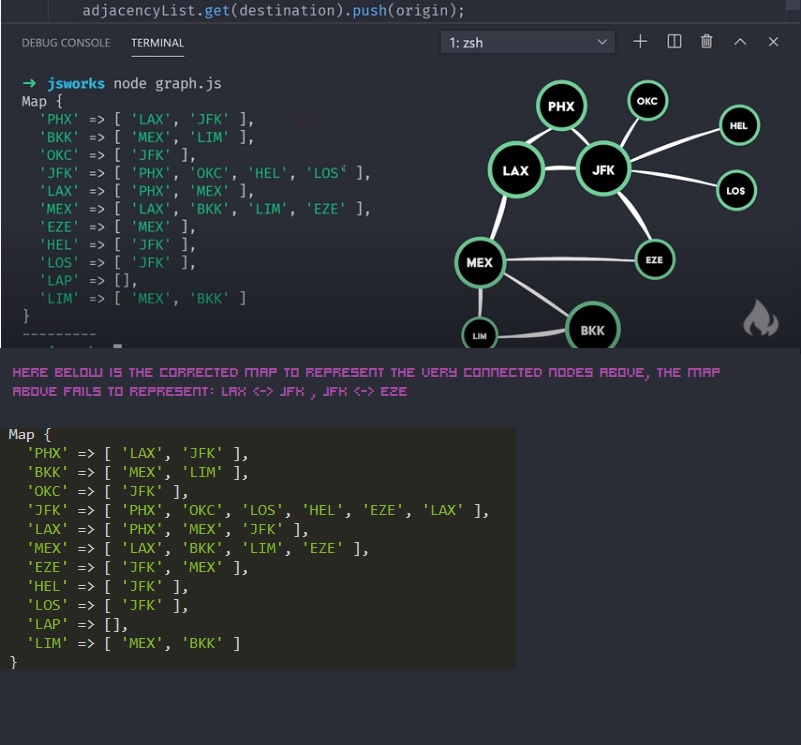 adjacencyList.get(destination).push(origin);
DEBUG CONSOLE TERMINAL 1: zsh
→ jsworks node graph.js
Map {
'PHX' => [ 'LAX', 'JFK' ],
'BKK' => [ 'MEX', 'LIM' ],
'OKC' => [ 'JFK' ],
'JFK' => [ 'PHX', 'OKC', 'HEL', 'LOS' ],
'LAX' => [ 'PHX', 'MEX' ],
'MEX' => [ 'LAX', 'BKK', 'LIM', 'EZE' ],
'EZE' => [ 'MEX' ],
'HEL' => [ 'JFK' ],
'LOS' => [ 'JFK' ],
'LAP' => [],
'LIM' => [ 'MEX', 'BKK' ]
}
---------
PHX
OKC
HEL
LAX
JFK
LOS
MEX
EZE
LIM
BKK
HERE BELOW IS THE CORRECTED MAP TO REPRESENT THE VERY CONNECTED NODES ABOVE, THE MAP
ABOVE FAILS TO REPRESENT: LAX <-> JFK , JFK <-> EZE
Map {
'PHX' => [ 'LAX', 'JFK' ],
'BKK' => [ 'MEX', 'LIM' ],
'OKC' => [ 'JFK' ],
'JFK' => [ 'PHX', 'OKC', 'LOS', 'HEL', 'EZE', 'LAX' ],
'LAX' => [ 'PHX', 'MEX', 'JFK' ],
'MEX' => [ 'LAX', 'BKK', 'LIM', 'EZE' ],
'EZE' => [ 'JFK', 'MEX' ],
'HEL' => [ 'JFK' ],
'LOS' => [ 'JFK' ],
'LAP' => [],
'LIM' => [ 'MEX', 'BKK' ]
}